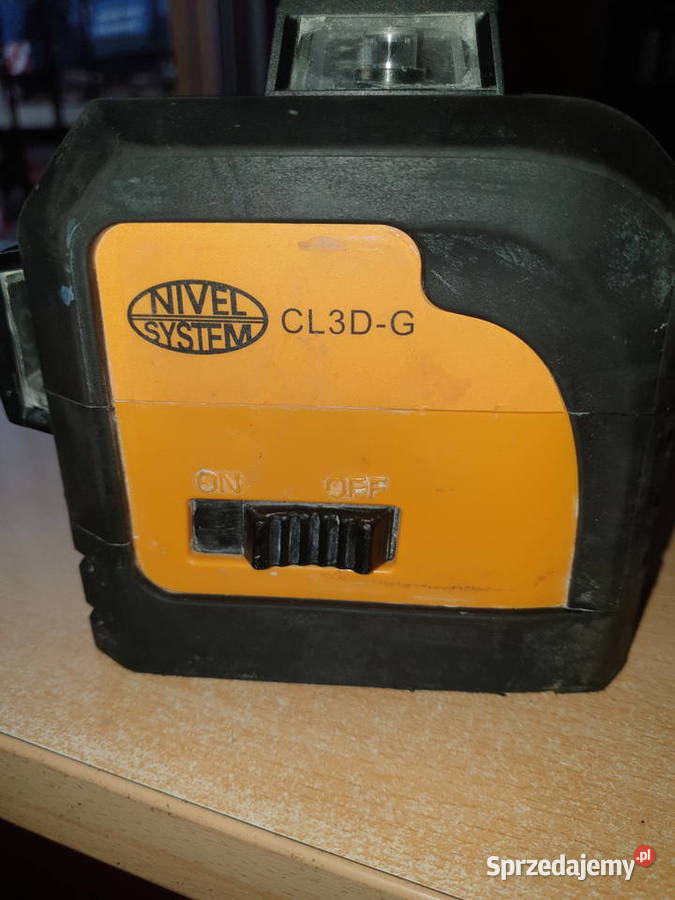 NIVEL SYSTEM CL3D-G
ON OFF
Sprzedajemy.pl